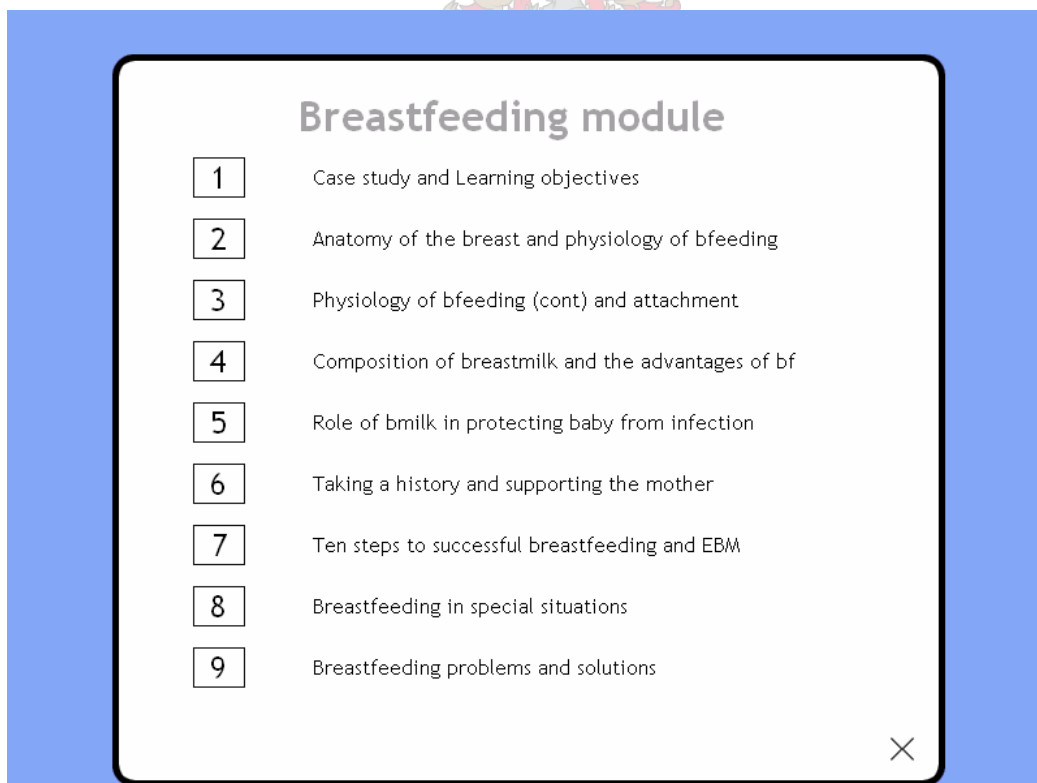 Breastfeeding module
1 Case study and Learning objectives
2 Anatomy of the breast and physiology of bfeeding
3 Physiology of bfeeding (cont) and attachment
4 Composition of breastmilk and the advantages of bf
5 Role of bmilk in protecting baby from infection
6 Taking a history and supporting the mother
7 Ten steps to successful breastfeeding and EBM
8 Breastfeeding in special situations
9 Breastfeeding problems and solutions